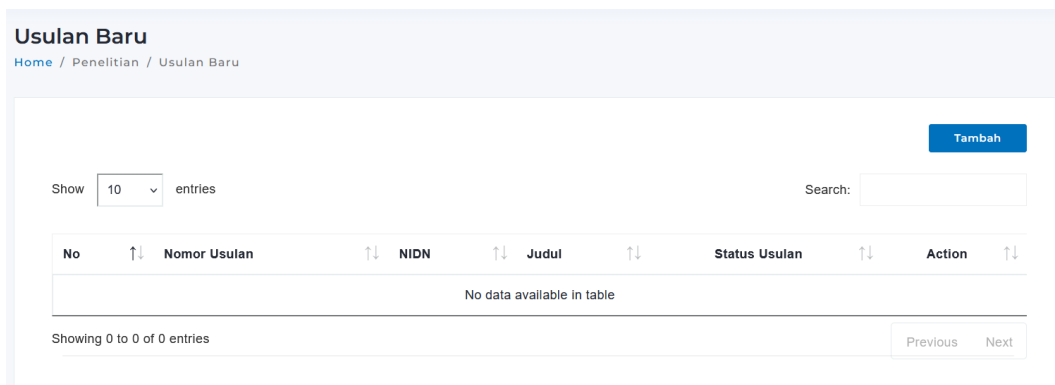 Usulan Baru
Home / Penelitian / Usulan Baru
Tambah
Show 10 entries Search:
No Nomor Usulan NIDN Judul Status Usulan Action
No data available in table
Showing 0 to 0 of 0 entries Previous Next